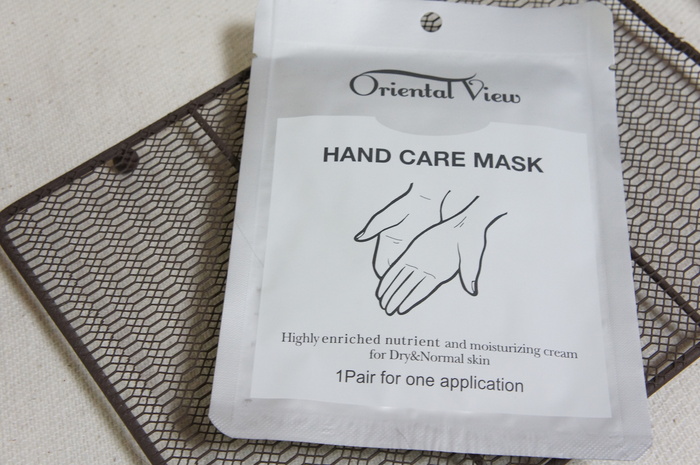 Oriental View
HAND CARE MASK
Highly enriched nutrient and moisturizing cream
for Dry&Normal skin
1Pair for one application